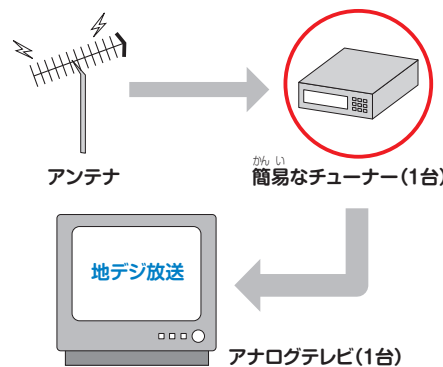 アンテナ
かんい
簡易なチューナー(1台)
地デジ放送
アナログテレビ(1台)